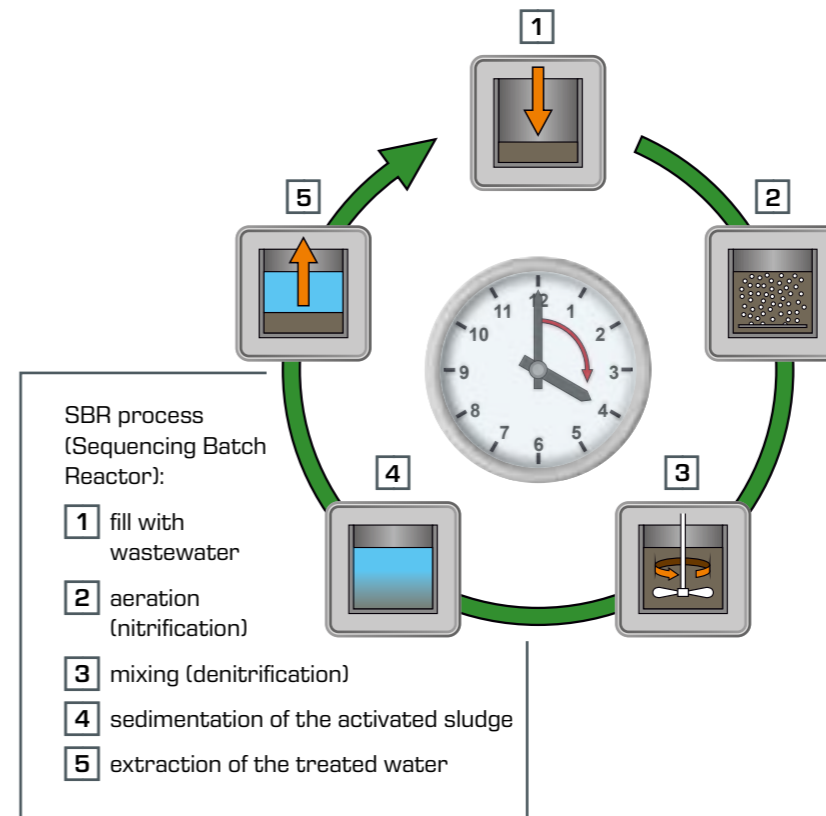 1
2
5
12
11
1
10
2
9
3
8
4
7
5
6
4
3
SBR process
(Sequencing Batch
Reactor):
1 fill with
wastewater
2 aeration
(nitrification)
3 mixing (denitrification)
4 sedimentation of the activated sludge
5 extraction of the treated water